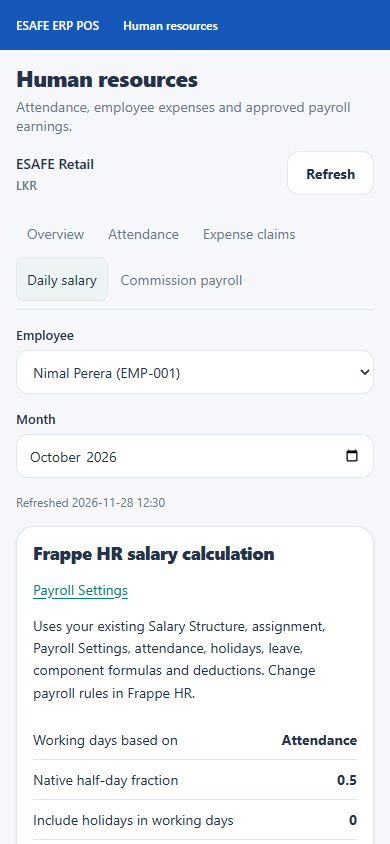 ESAFE ERP POS Human resources
Human resources
Attendance, employee expenses and approved payroll
earnings.
ESAFE Retail
LKR
Refresh
Overview Attendance Expense claims
Daily salary Commission payroll
Employee
Nimal Perera (EMP-001)
Month
October 2026
Refreshed 2026-11-28 12:30
Frappe HR salary calculation
Payroll Settings
Uses your existing Salary Structure, assignment,
Payroll Settings, attendance, holidays, leave,
component formulas and deductions. Change
payroll rules in Frappe HR.
Working days based on Attendance
Native half-day fraction 0.5
Include holidays in working days 0